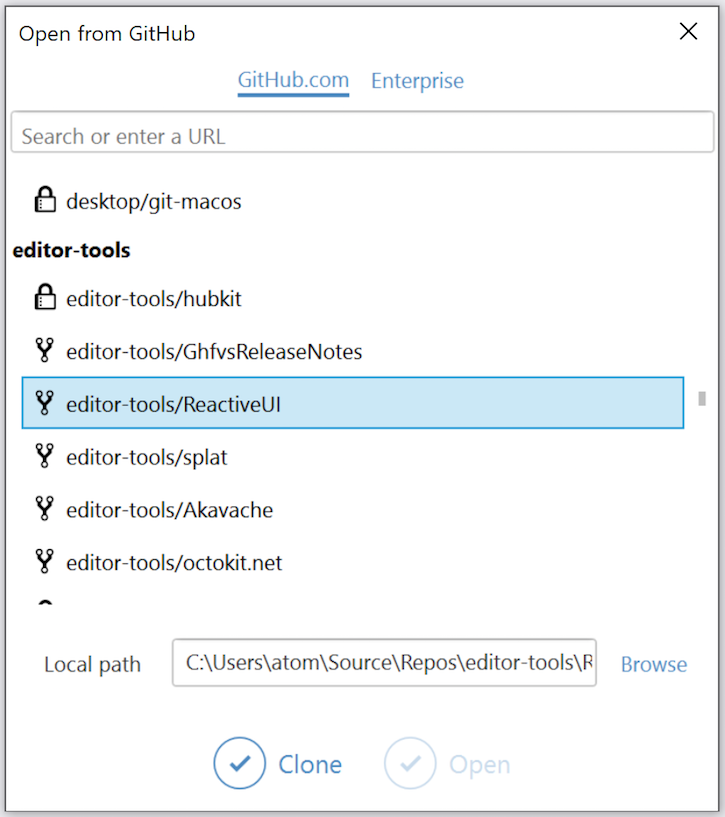 Open from GitHub
GitHub.com Enterprise
Search or enter a URL
desktop/git-macos
editor-tools
editor-tools/hubkit
editor-tools/GhfvsReleaseNotes
editor-tools/ReactiveUI
editor-tools/splat
editor-tools/Akavache
editor-tools/octokit.net
Local path C:\Users\atom\Source\Repos\editor-tools\R Browse
Clone Open